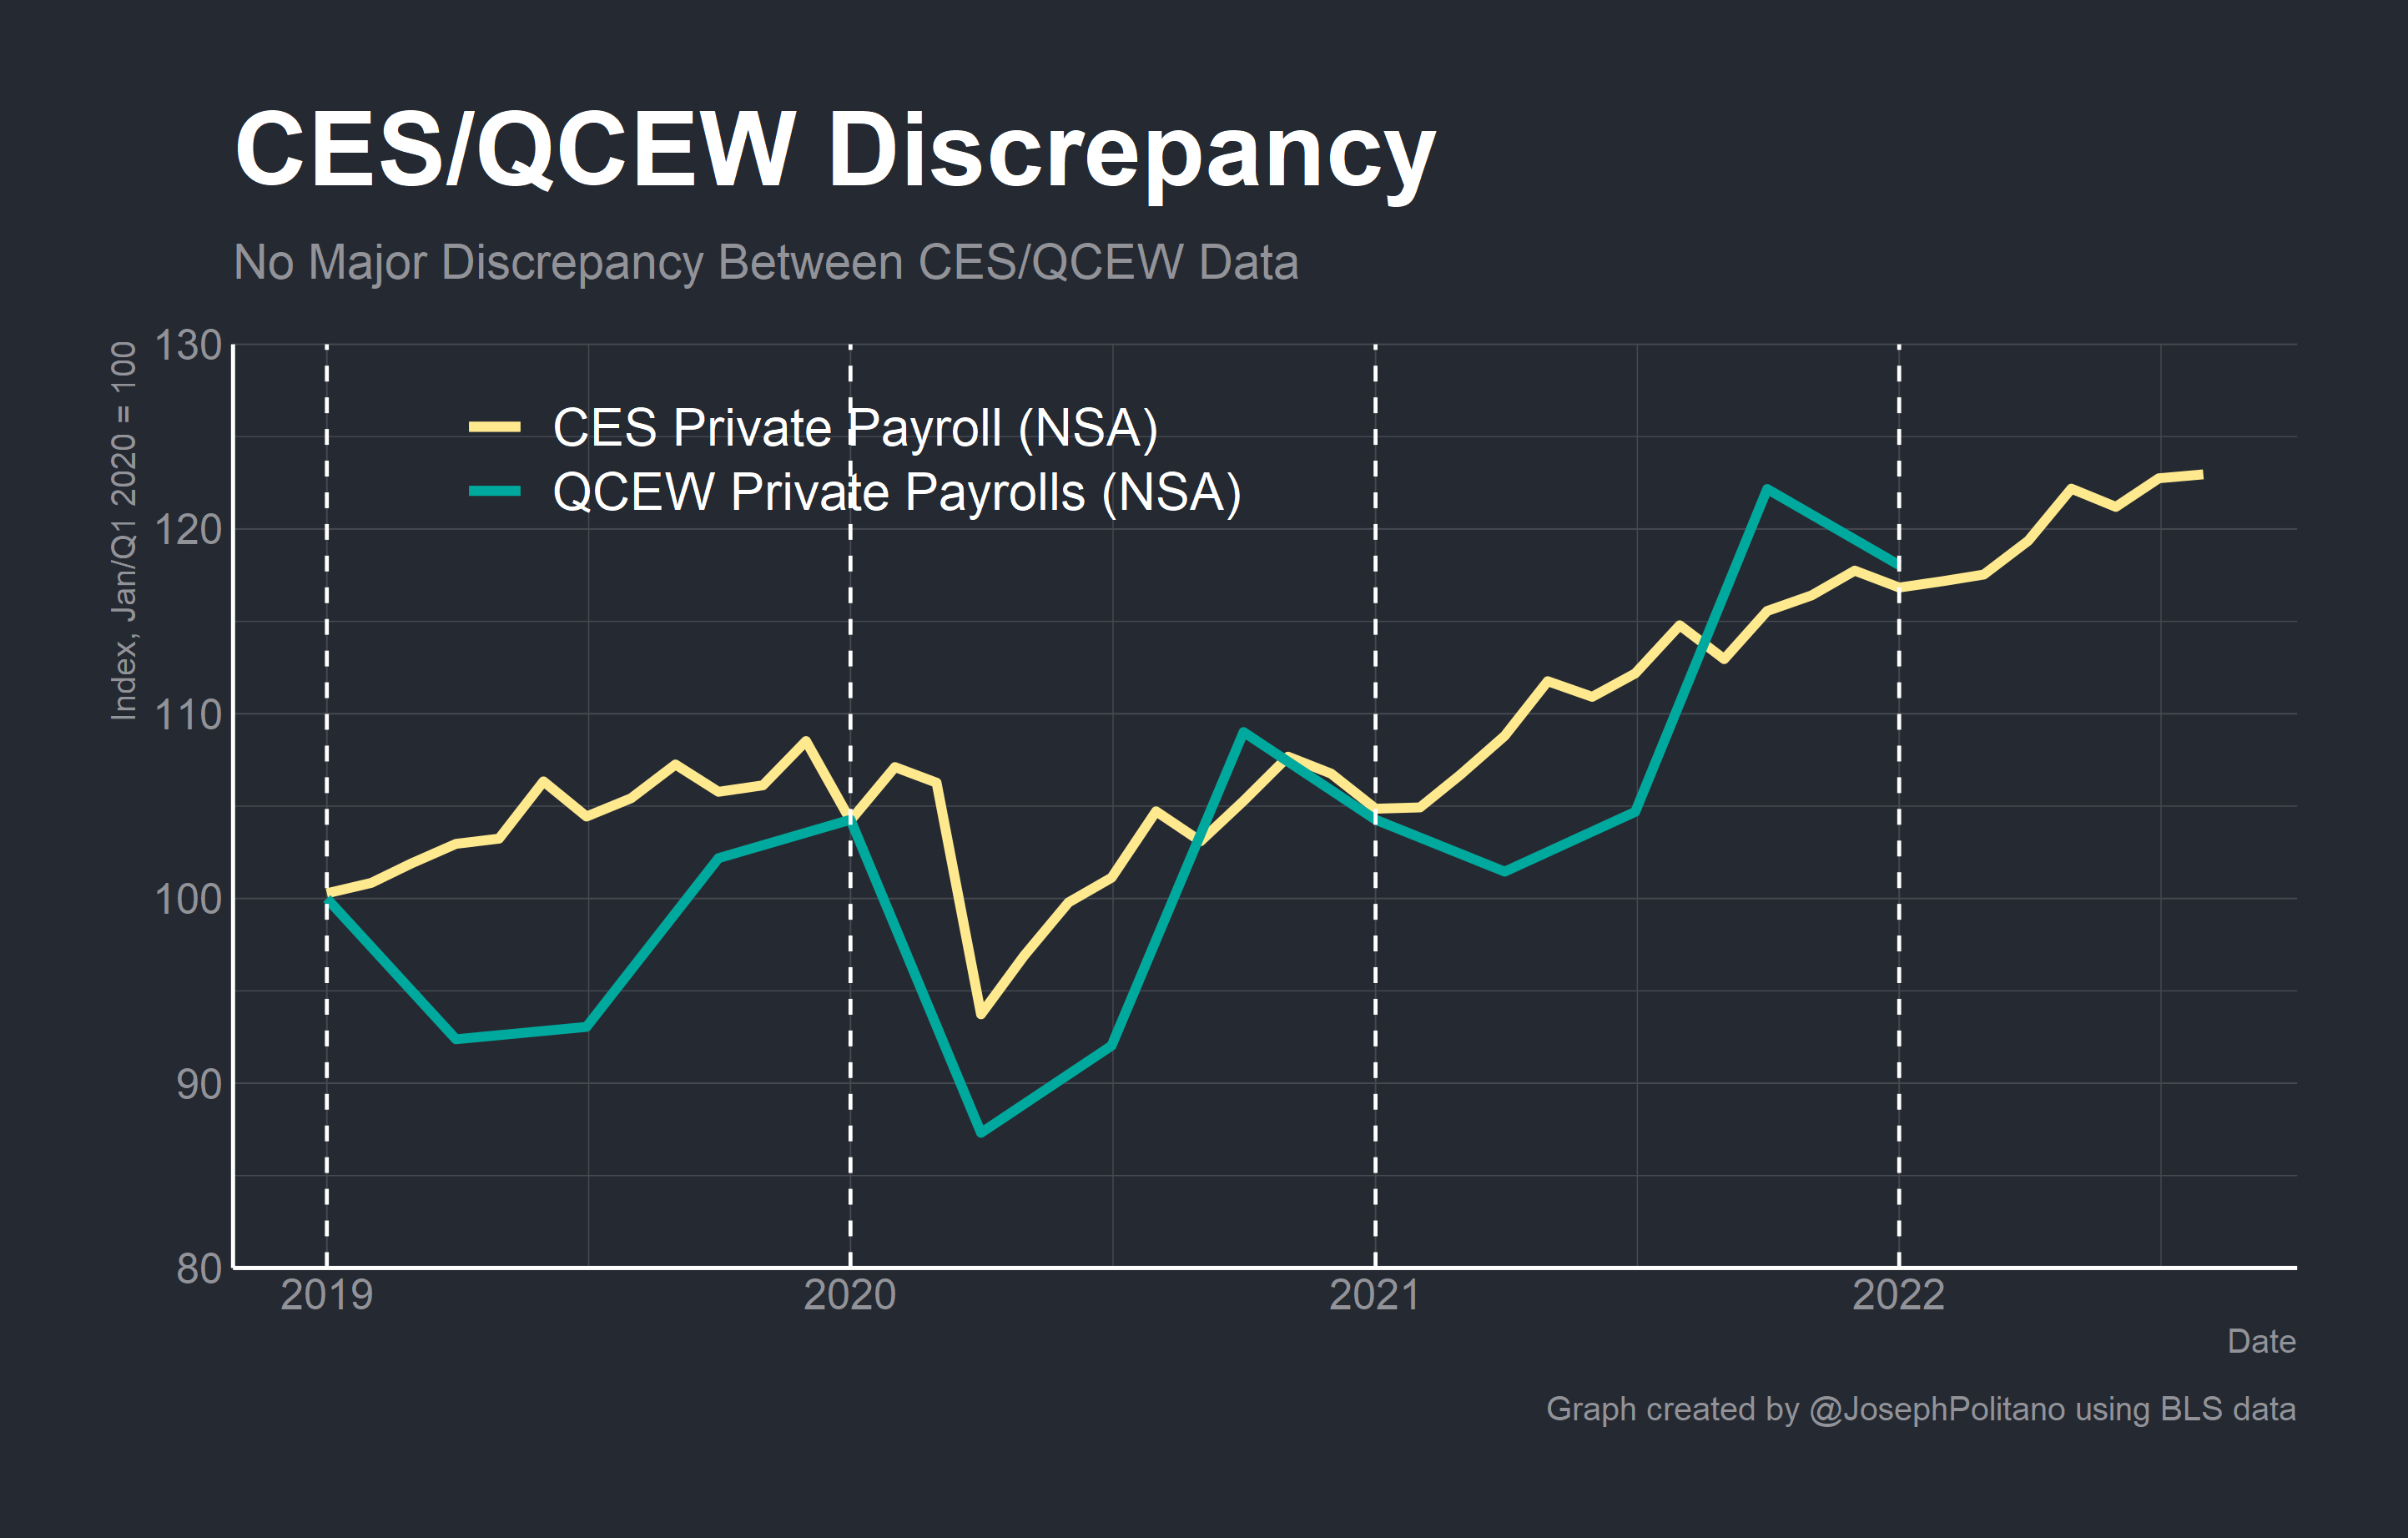 CES/QCEW Discrepancy
No Major Discrepancy Between CES/QCEW Data
Index, Jan/Q1 2020 = 100
130
120
110
100
90
80
CES Private Payroll (NSA)
QCEW Private Payrolls (NSA)
2019 2020 2021 2022
Date
Graph created by @JosephPolitano using BLS data